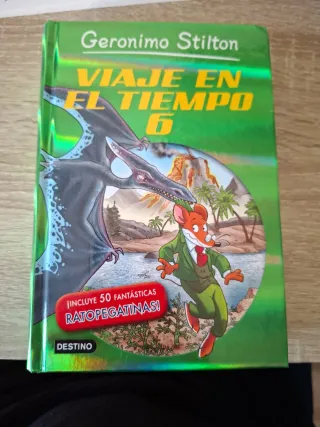 Geronimo Stilton
VIAJE EN
EL TIEMPO
6
¡INCLUYE 50 FANTÁSTICAS
RATOPEGATINAS!
DESTINO